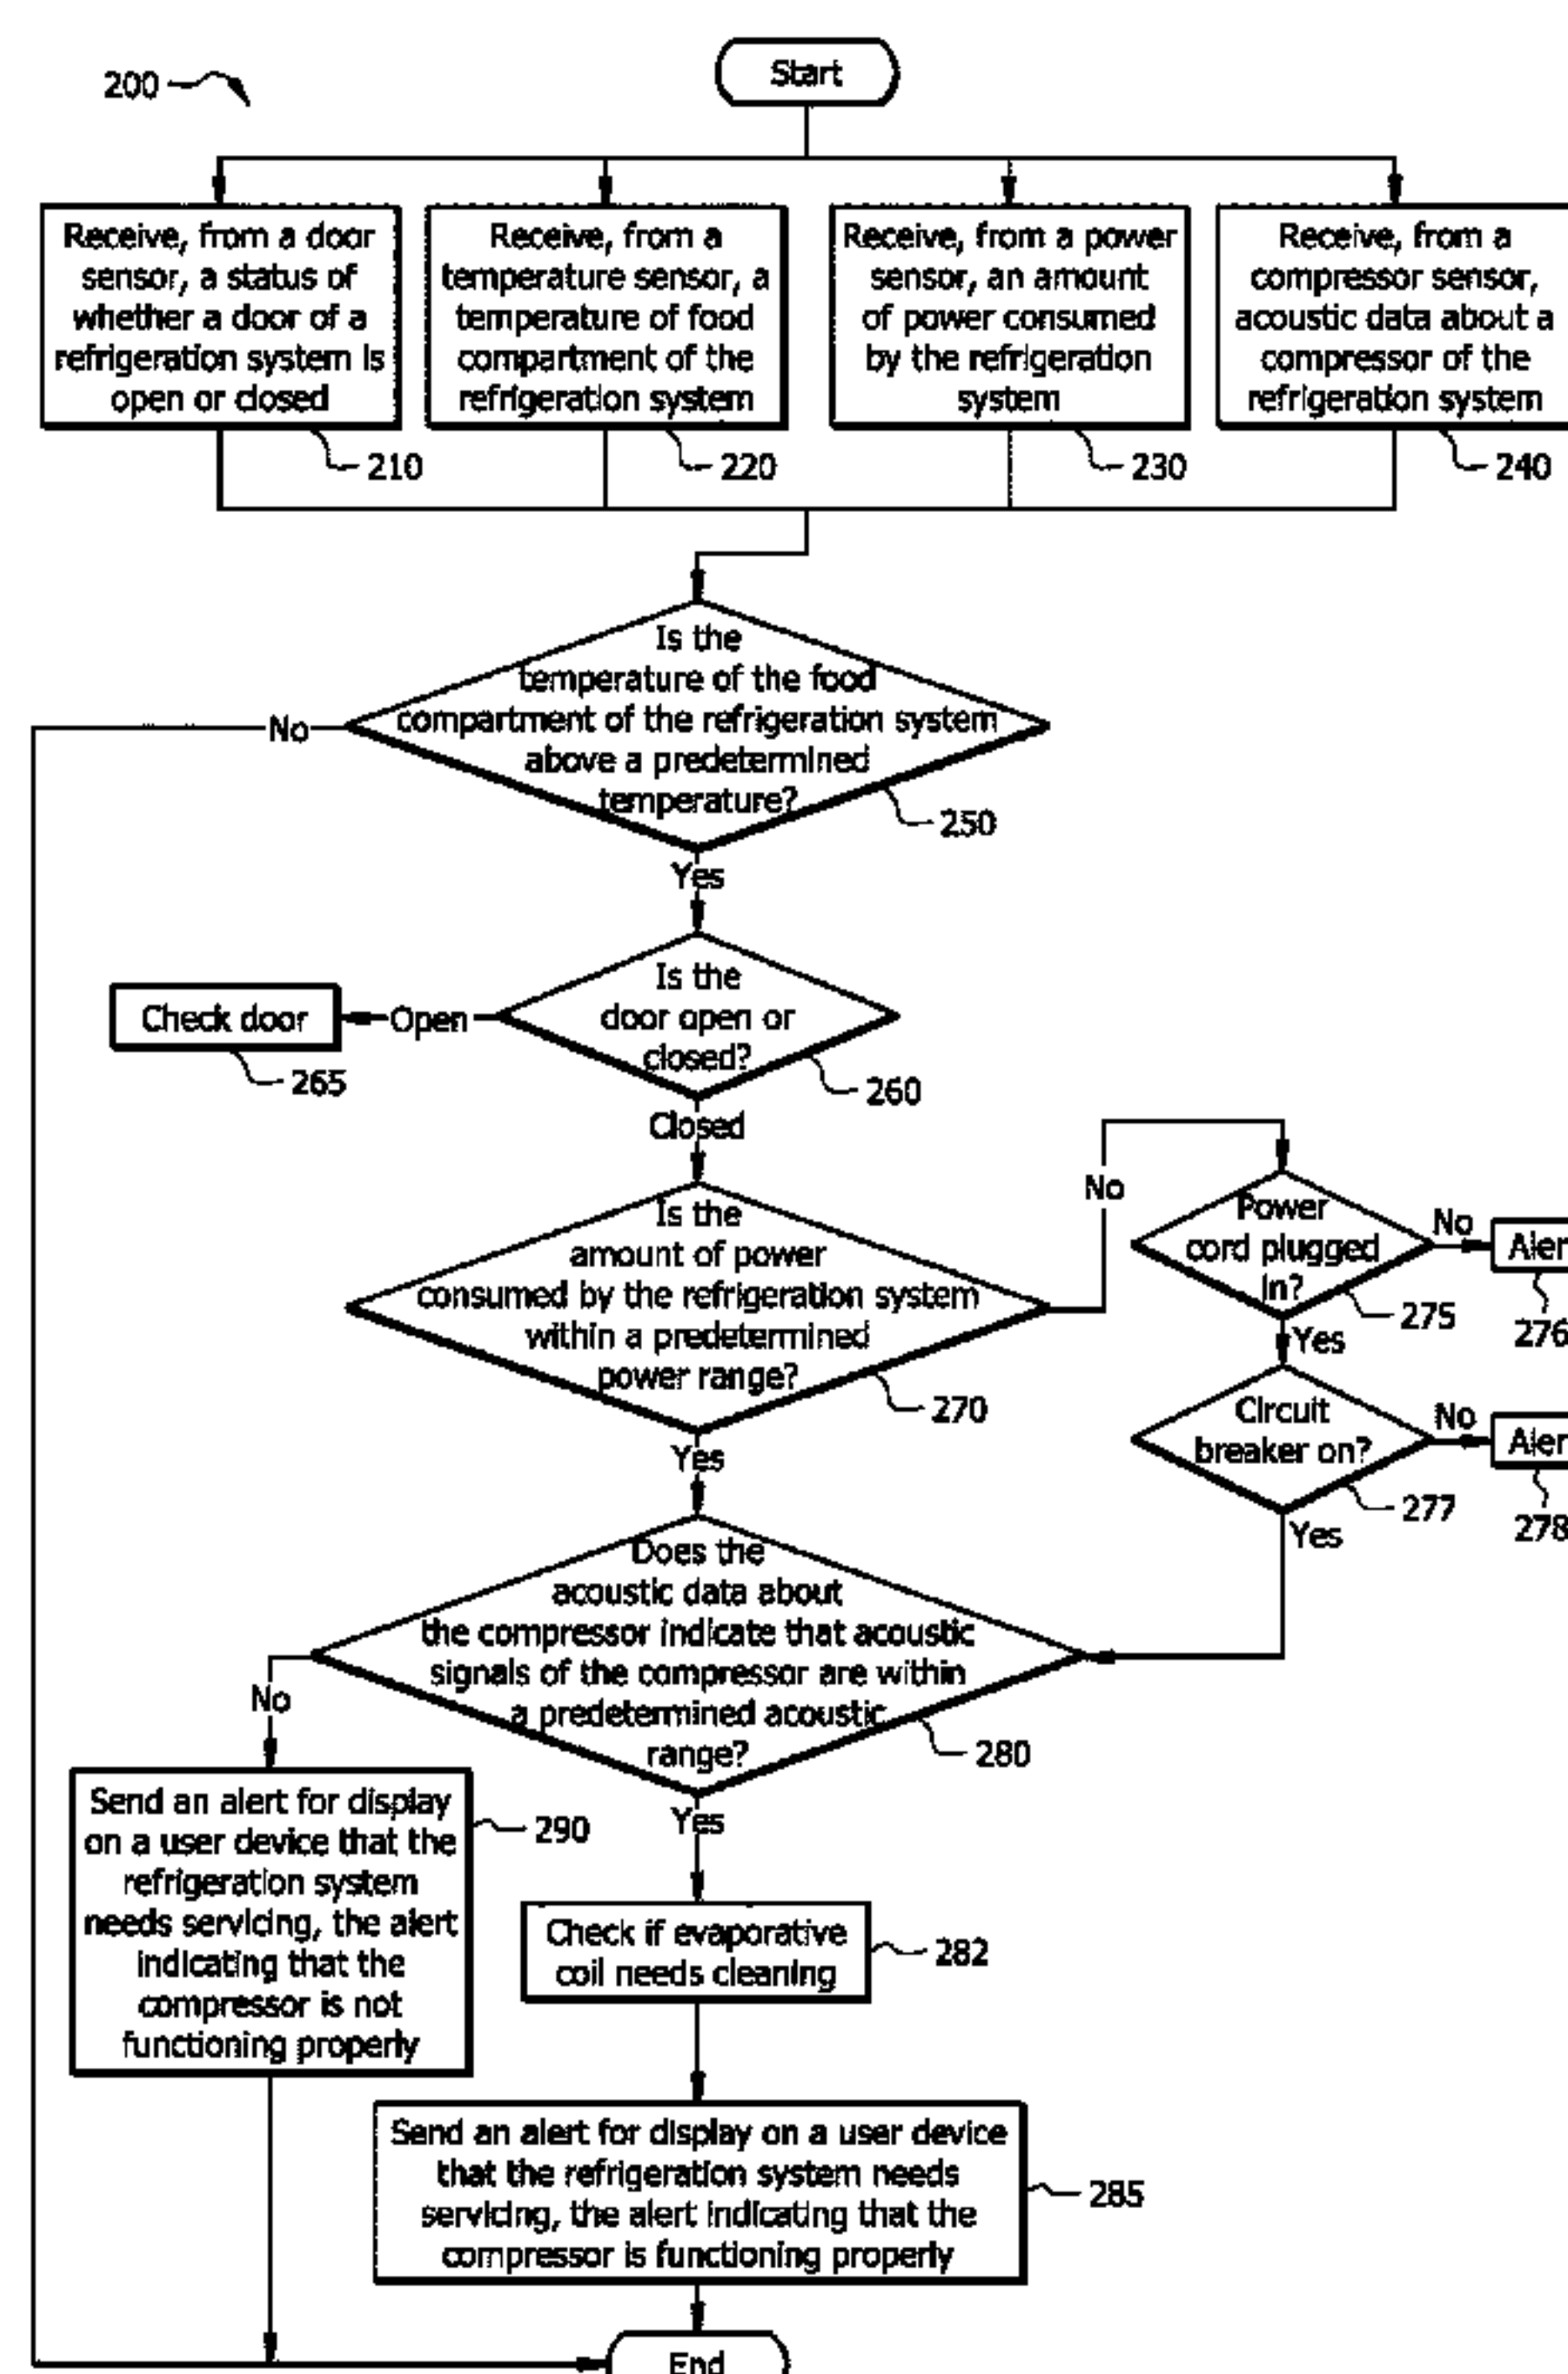 200
Start
Receive, from a door
sensor, a status of
whether a door of a
refrigeration system is
open or closed
210
Receive, from a
temperature sensor, a
temperature of food
compartment of the
refrigeration system
220
Receive, from a power
sensor, an amount
of power consumed
by the refrigeration
system
230
Receive, from a
compressor sensor,
acoustic data about a
compressor of the
refrigeration system
240
Is the
temperature of the food
compartment of the refrigeration system
above a predetermined
temperature?
250
No
Yes
Is the
door open or
closed?
260
Open
Check door
265
Closed
Is the
amount of power
consumed by the refrigeration system
within a predetermined
power range?
270
No
Power
cord plugged
in?
275
No
Aler
276
Yes
Circuit
breaker on?
277
No
Aler
278
Yes
Yes
Does the
acoustic data about
the compressor indicate that acoustic
signals of the compressor are within
a predetermined acoustic
range?
280
No
Send an alert for display
on a user device that the
refrigeration system
needs servicing, the alert
indicating that the
compressor is not
functioning properly
290
Yes
Check if evaporative
coil needs cleaning
282
Send an alert for display on a user device
that the refrigeration system needs
servicing, the alert indicating that the
compressor is functioning properly
285
End